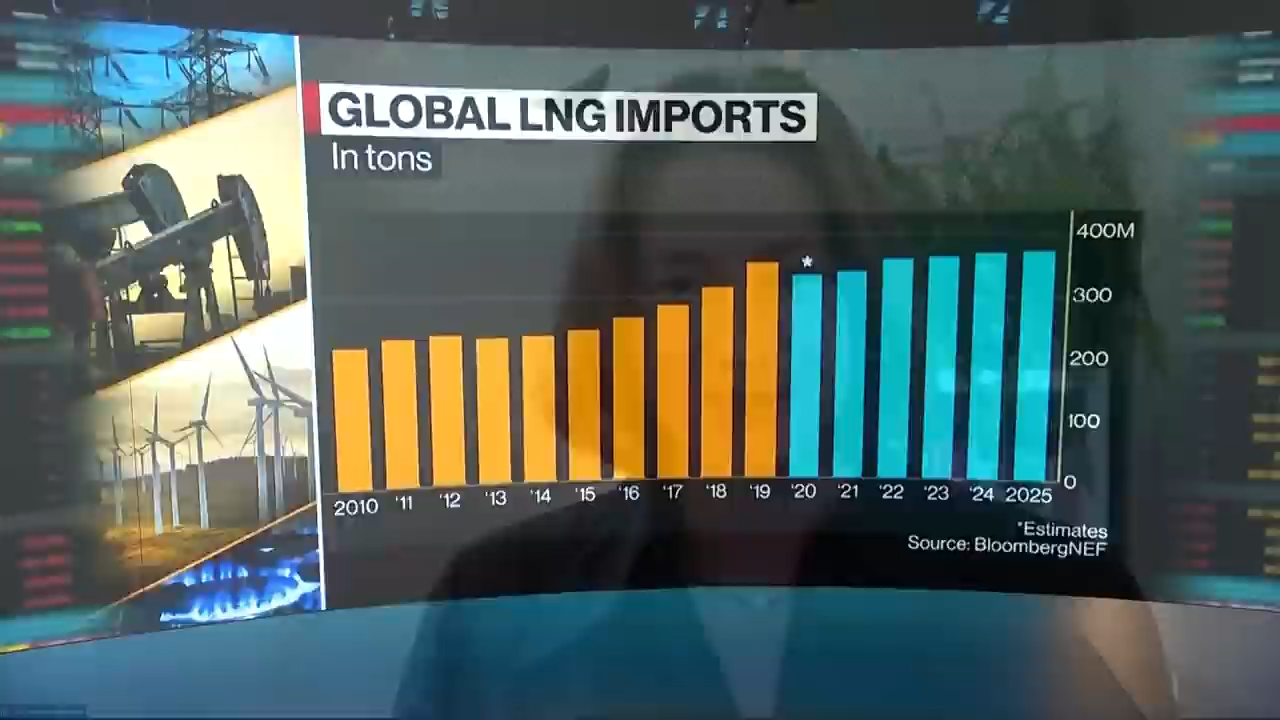 GLOBAL LNG IMPORTS
In tons
400M
300
200
100
0
*
2010 '11 '12 '13 '14 '15 '16 '17 '18 '19 '20 '21 '22 '23 '24 2025
*Estimates
Source: BloombergNEF